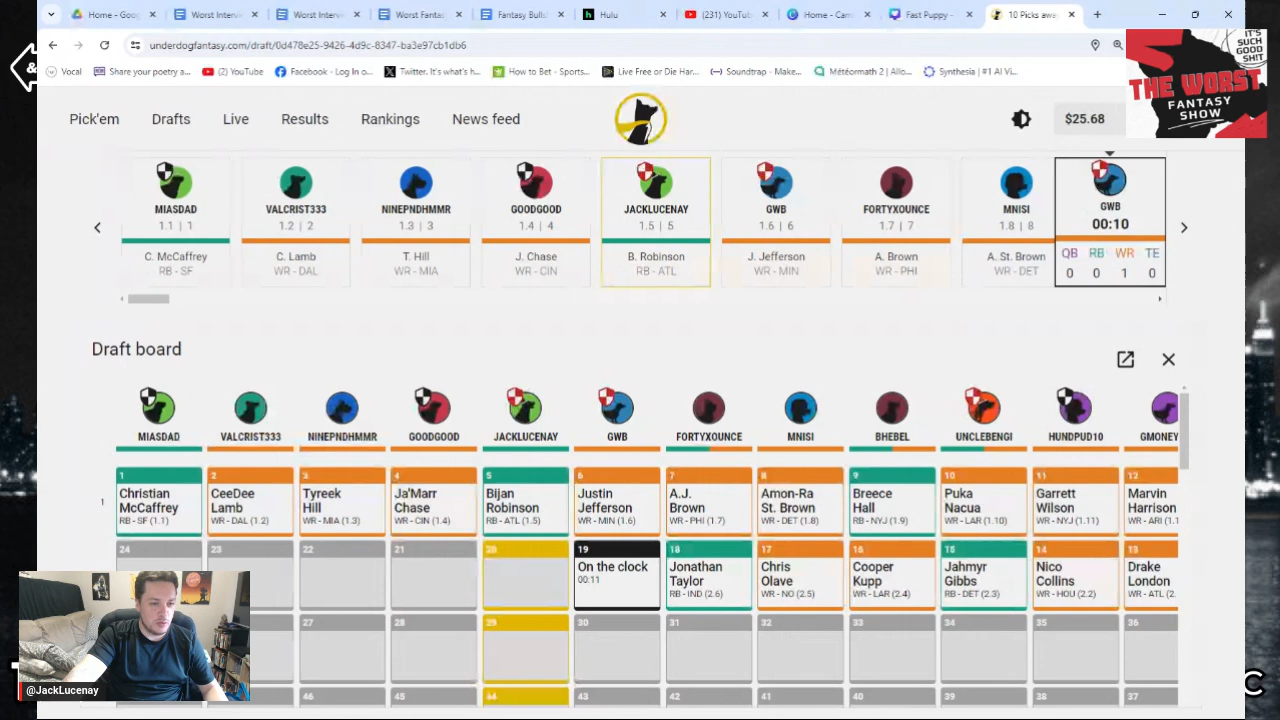 Home - Goog
Worst Interv
Worst Interv
Worst Fantas
Fantasy Bulls
Hulu
(231) YouTu
Home - Can
Fast Puppy -
10 Picks awa
underdogfantasy.com/draft/0d478e25-9426-4d9c-8347-ba3e97cb1db6
Vocal
Share your poetry a...
(2) YouTube
Facebook - Log In o...
Twitter. It's what's h...
How to Bet - Sports...
Live Free or Die Har...
Soundtrap - Make...
Météormath 2 | Allo...
Synthesia | #1 AI Vi...
IT'S SUCH GOOD SH!T
THE WORST
FANTASY
SHOW
Pick'em Drafts Live Results Rankings News feed
$25.68
MIASDAD VALCRIST333 NINEPNDHMMR GOODGOOD JACKLUCENAY GWB FORTYXOUNCE MNISI GWB
1.1 | 1 1.2 | 2 1.3 | 3 1.4 | 4 1.5 | 5 1.6 | 6 1.7 | 7 1.8 | 8 00:10
C. McCaffrey C. Lamb T. Hill J. Chase B. Robinson J. Jefferson A. Brown A. St. Brown QB RB WR TE
RB - SF WR - DAL WR - MIA WR - CIN RB - ATL WR - MIN WR - PHI WR - DET 0 0 1 0
Draft board
MIASDAD VALCRIST333 NINEPNDHMMR GOODGOOD JACKLUCENAY GWB FORTYXOUNCE MNISI BHEBEL UNCLEBENGI HUNDPUD10 GMONEY
1 2 3 4 5 6 7 8 9 10 11 12
1 Christian CeeDee Tyreek Ja'Marr Bijan Justin A.J. Amon-Ra Breece Puka Garrett Marvin
McCaffrey Lamb Hill Chase Robinson Jefferson Brown St. Brown Hall Nacua Wilson Harrison
RB - SF (1.1) WR - DAL (1.2) WR - MIA (1.3) WR - CIN (1.4) RB - ATL (1.5) WR - MIN (1.6) WR - PHI (1.7) WR - DET (1.8) RB - NYJ (1.9) WR - LAR (1.10) WR - NYJ (1.11) WR - ARI (1.1
24 23 22 21 20 19 18 17 16 15 14 13
On the clock Jonathan Chris Cooper Jahmyr Nico Drake
00:11 Taylor Olave Kupp Gibbs Collins London
RB - IND (2.6) WR - NO (2.5) WR - LAR (2.4) RB - DET (2.3) WR - HOU (2.2) WR - ATL (2.
27 28 29 30 31 32 33 34 35 36
46 45 44 43 42 41 40 39 38 37
@JackLucenay